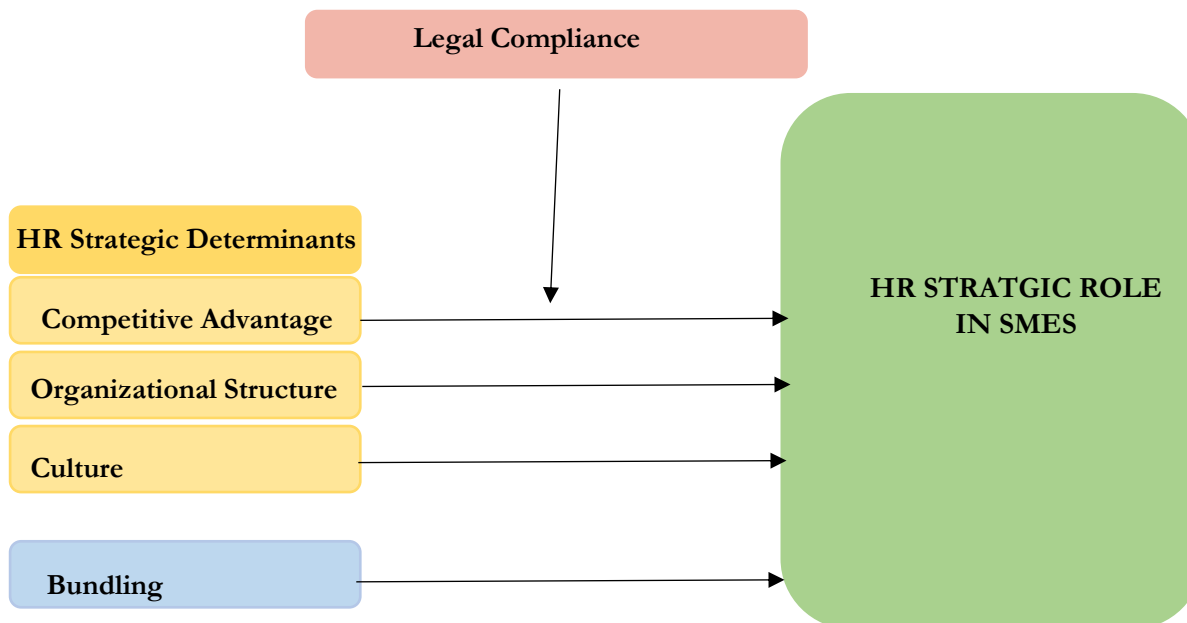 Legal Compliance
HR Strategic Determinants
Competitive Advantage
Organizational Structure
Culture
Bundling
HR STRATGIC ROLE
IN SMES